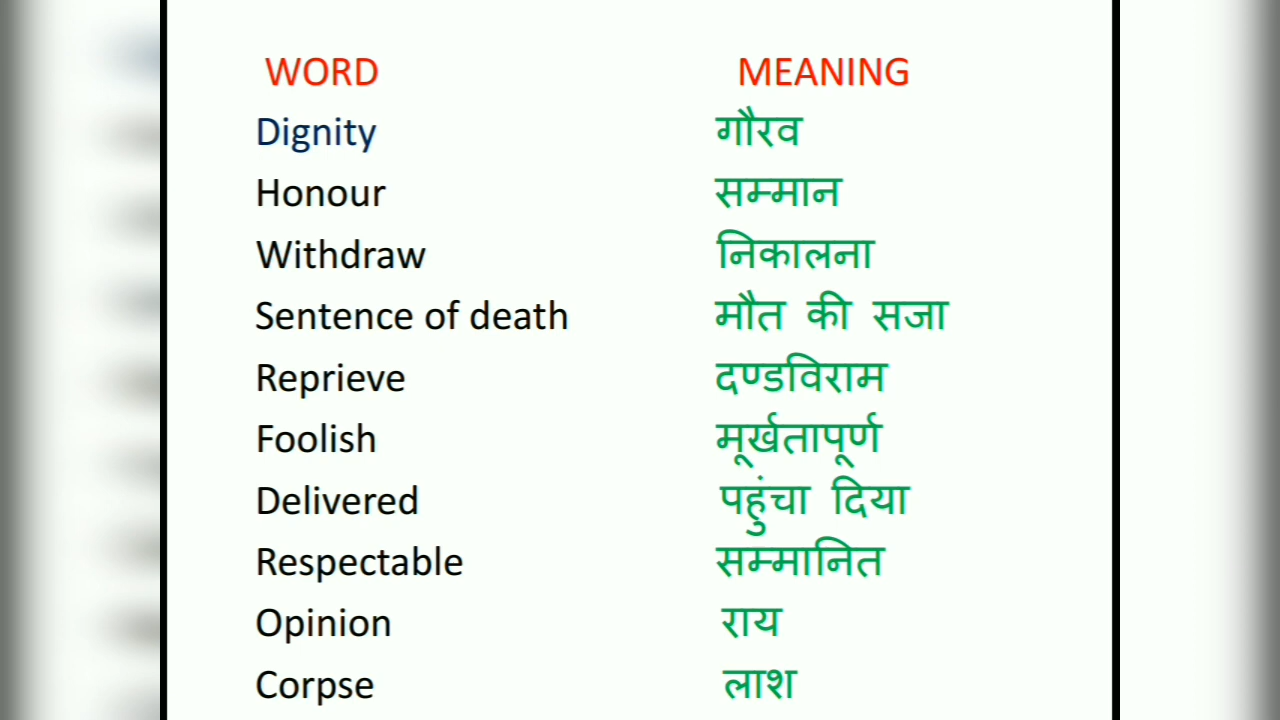 WORD MEANING
Dignity गौरव
Honour सम्मान
Withdraw निकालना
Sentence of death मौत की सजा
Reprieve दण्डविराम
Foolish मूर्खतापूर्ण
Delivered पहुंचा दिया
Respectable सम्मानित
Opinion राय
Corpse लाश